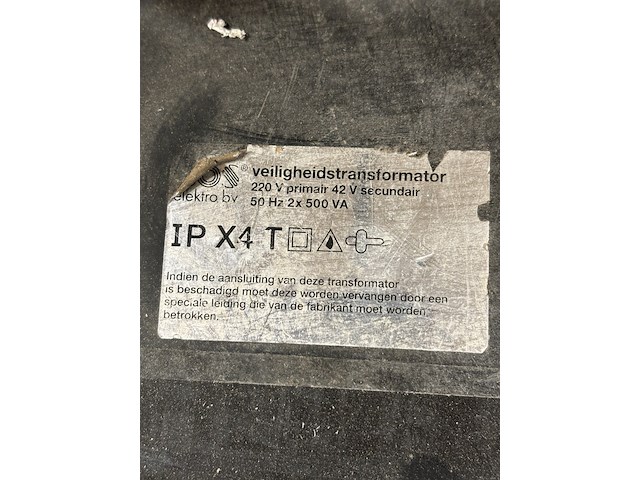 veiligheidstransformator
220 V primair 42 V secundair
elektro bv 50 Hz 2x 500 VA
IP X4 T
Indien de aansluiting van deze transformator
is beschadigd moet deze worden vervangen door een
speciale leiding die van de fabrikant moet worden
betrokken.